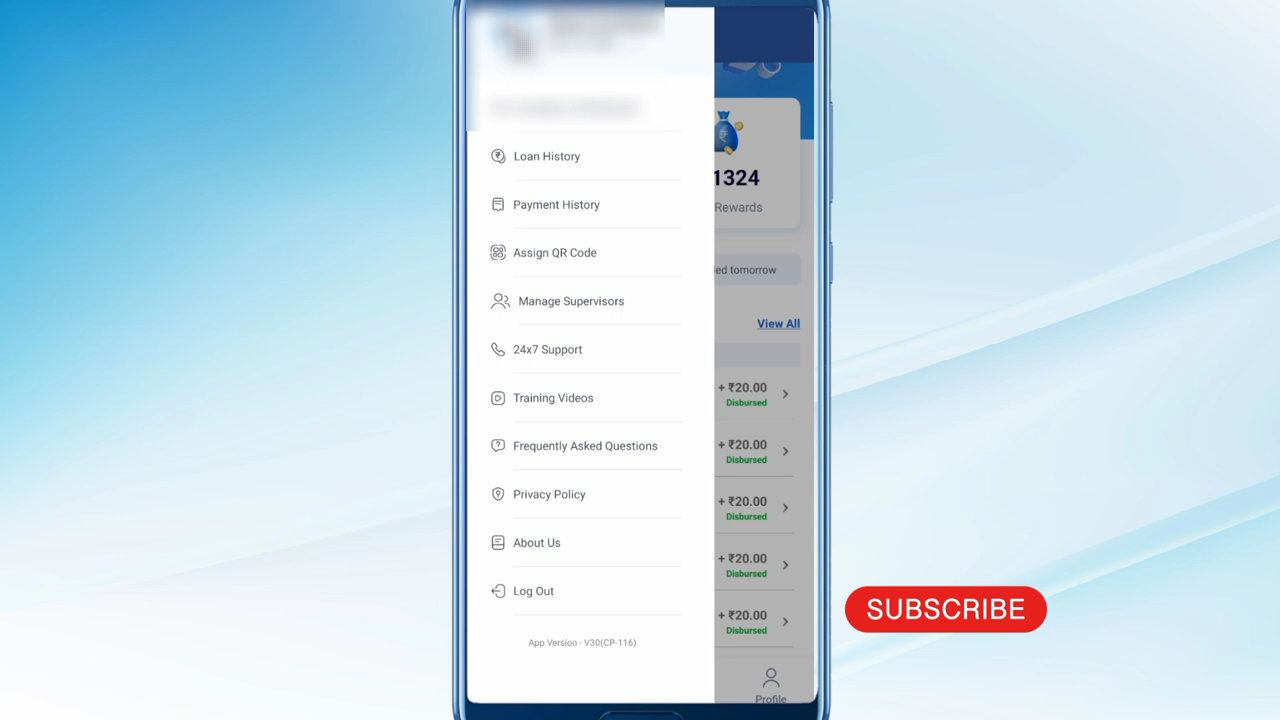 Loan History
Payment History
Assign QR Code
Manage Supervisors
24x7 Support
Training Videos
Frequently Asked Questions
Privacy Policy
About Us
Log Out
App Version - V30(CP-116)
1324
Rewards
tomorrow
View All
+ ₹20.00
Disbursed
+ ₹20.00
Disbursed
+ ₹20.00
Disbursed
+ ₹20.00
Disbursed
+ ₹20.00
Disbursed
Profile
SUBSCRIBE